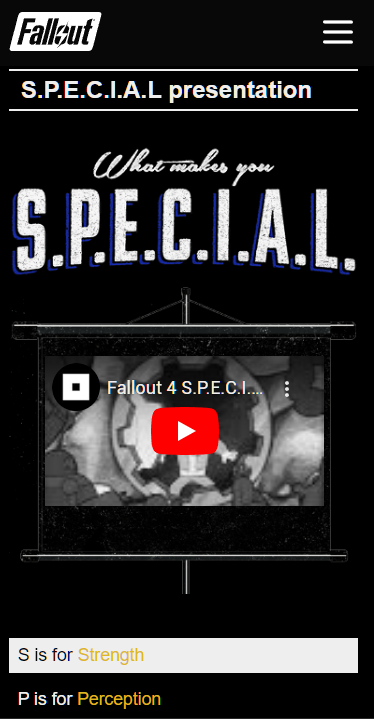 Fallout
S.P.E.C.I.A.L presentation
What makes you
S.P.E.C.I.A.L.
Fallout 4 S.P.E.C.I....
S is for Strength
P is for Perception